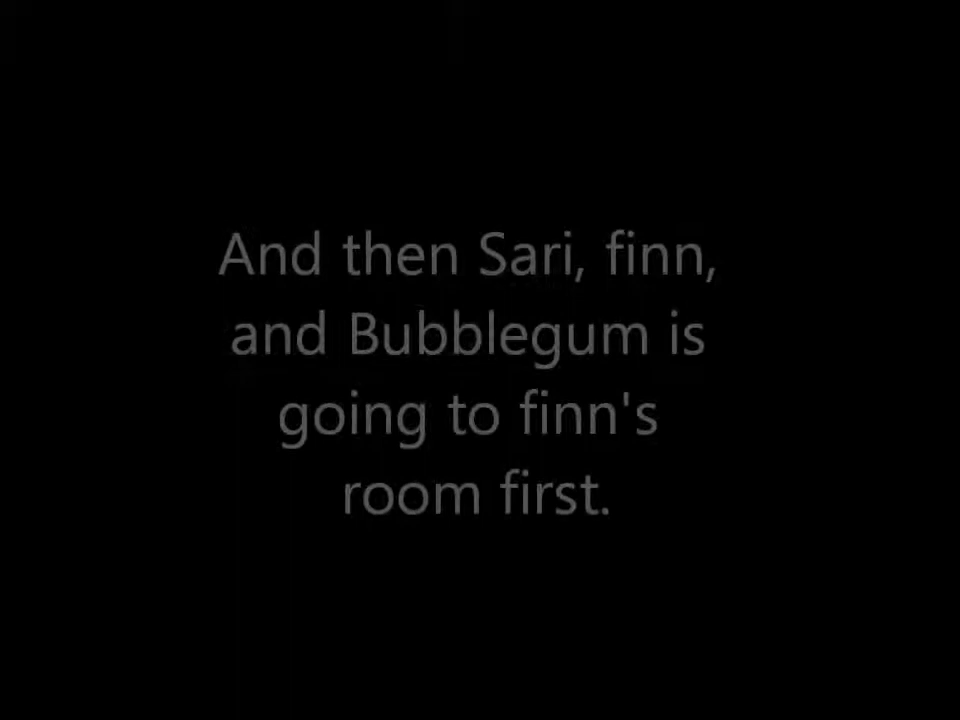 And then Sari, finn,
and Bubblegum is
going to finn's
room first.